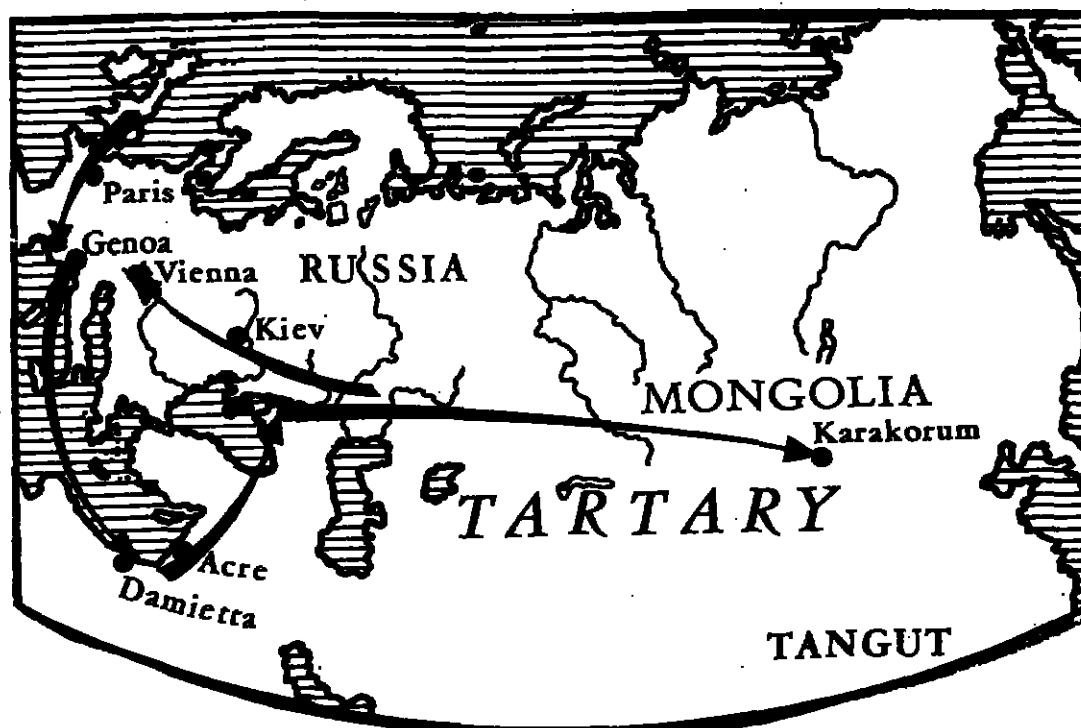 Paris
Genoa
Vienna
RUSSIA
Kiev
MONGOLIA
Karakorum
TARTARY
Acre
Damietta
TANGUT